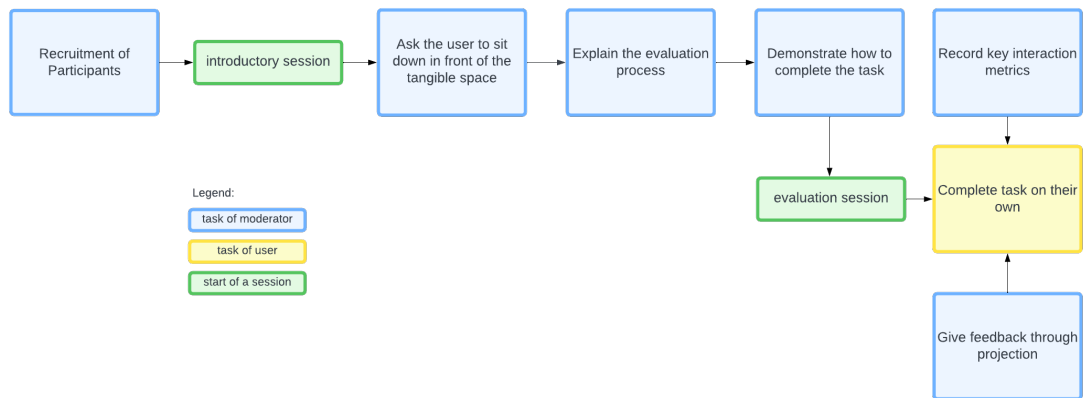 Recruitment of
Participants
introductory session
Ask the user to sit
down in front of the
tangible space
Explain the evaluation
process
Demonstrate how to
complete the task
Record key interaction
metrics
evaluation session
Complete task on their
own
Give feedback through
projection
Legend:
task of moderator
task of user
start of a session